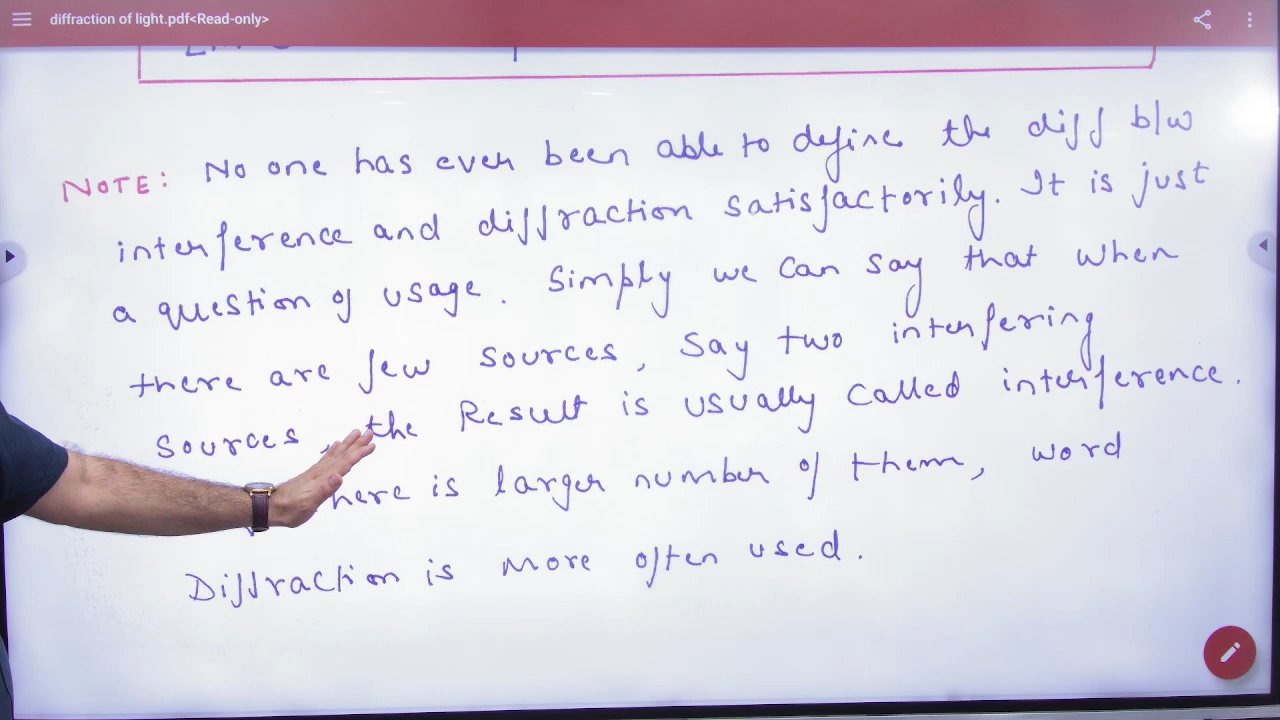 diffraction of light.pdf<Read-only>
NOTE: No one has ever been able to define the diff b/w
interference and diffraction satisfactorily. It is just
a question of usage. Simply we can say that when
there are few sources, say two interfering
sources, the Result is usually called interference.
is larger number of them, word
Diffraction is more often used.